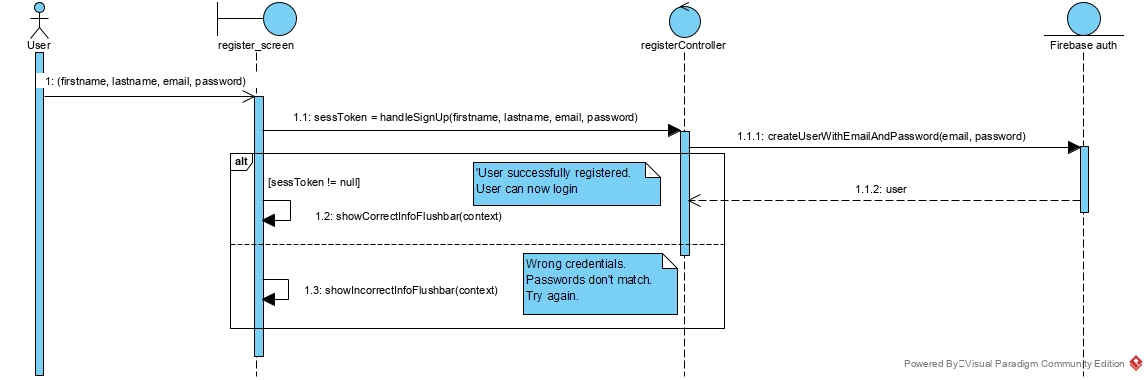 User
register_screen
registerController
Firebase auth
1: (firstname, lastname, email, password)
1.1: sessToken = handleSignUp(firstname, lastname, email, password)
1.1.1: createUserWithEmailAndPassword(email, password)
alt
[sessToken != null]
'User successfully registered.
User can now login
1.1.2: user
1.2: showCorrectInfoFlushbar(context)
Wrong credentials.
Passwords don't match.
Try again.
1.3: showIncorrectInfoFlushbar(context)
Powered By Visual Paradigm Community Edition